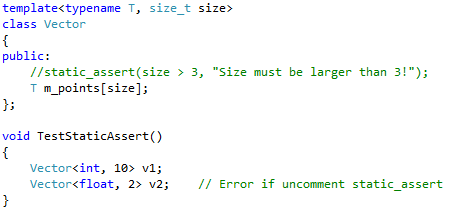 template<typename T, size_t size>
class Vector
{
public:
    //static_assert(size > 3, "Size must be larger than 3!");
    T m_points[size];
};

void TestStaticAssert()
{
    Vector<int, 10> v1;
    Vector<float, 2> v2;    // Error if uncomment static_assert
}